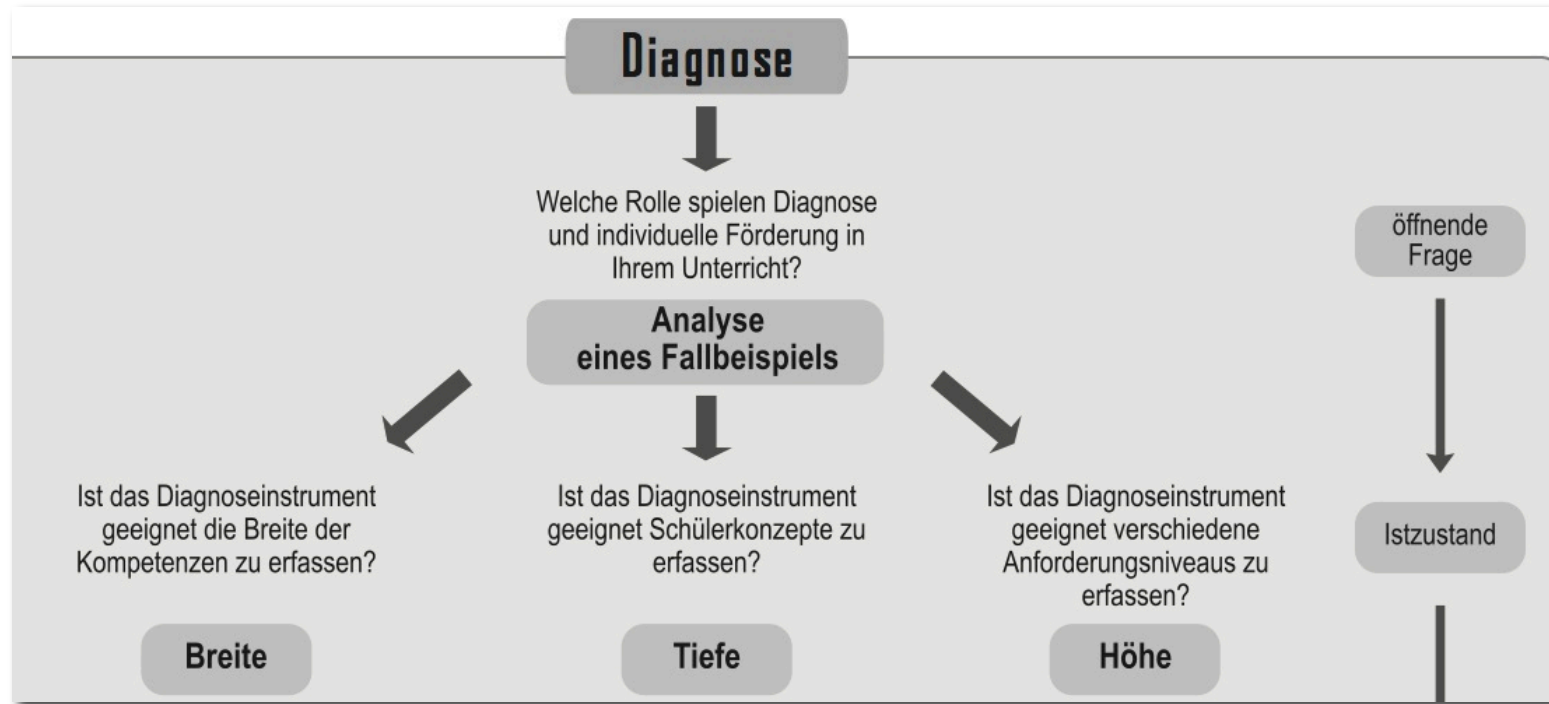 Diagnose
Welche Rolle spielen Diagnose
und individuelle Förderung in
Ihrem Unterricht?
Analyse
eines Fallbeispiels
Ist das Diagnoseinstrument
geeignet die Breite der
Kompetenzen zu erfassen?
Breite
Ist das Diagnoseinstrument
geeignet Schülerkonzepte zu
erfassen?
Tiefe
Ist das Diagnoseinstrument
geeignet verschiedene
Anforderungsniveaus zu
erfassen?
Höhe
öffnende
Frage
Istzustand